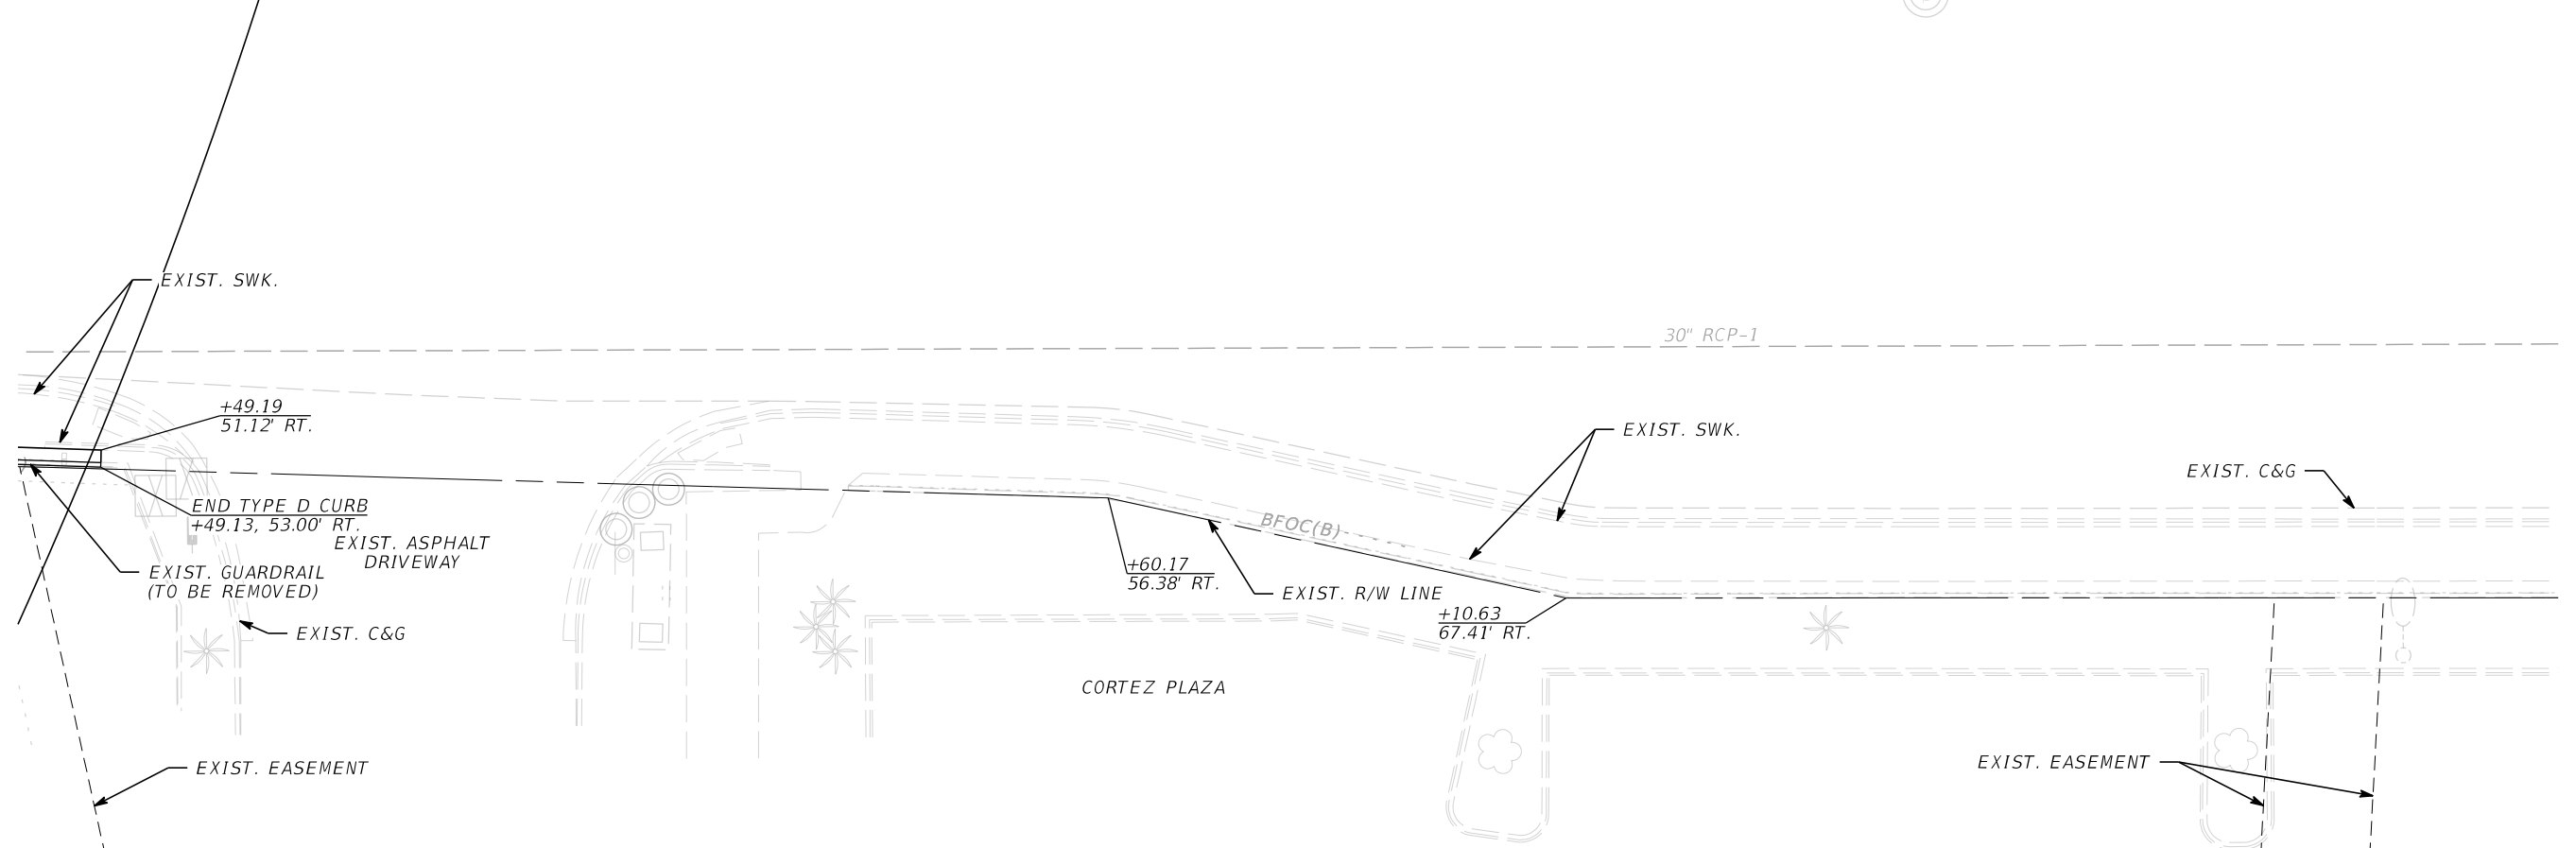 EXIST. SWK.
30" RCP-1
+49.19
51.12' RT.
EXIST. SWK.
EXIST. C&G
END TYPE D CURB
+49.13, 53.00' RT.
EXIST. ASPHALT
DRIVEWAY
BFOC(B)
EXIST. GUARDRAIL
(TO BE REMOVED)
+60.17
56.38' RT.
EXIST. R/W LINE
+10.63
67.41' RT.
EXIST. C&G
CORTEZ PLAZA
EXIST. EASEMENT
EXIST. EASEMENT